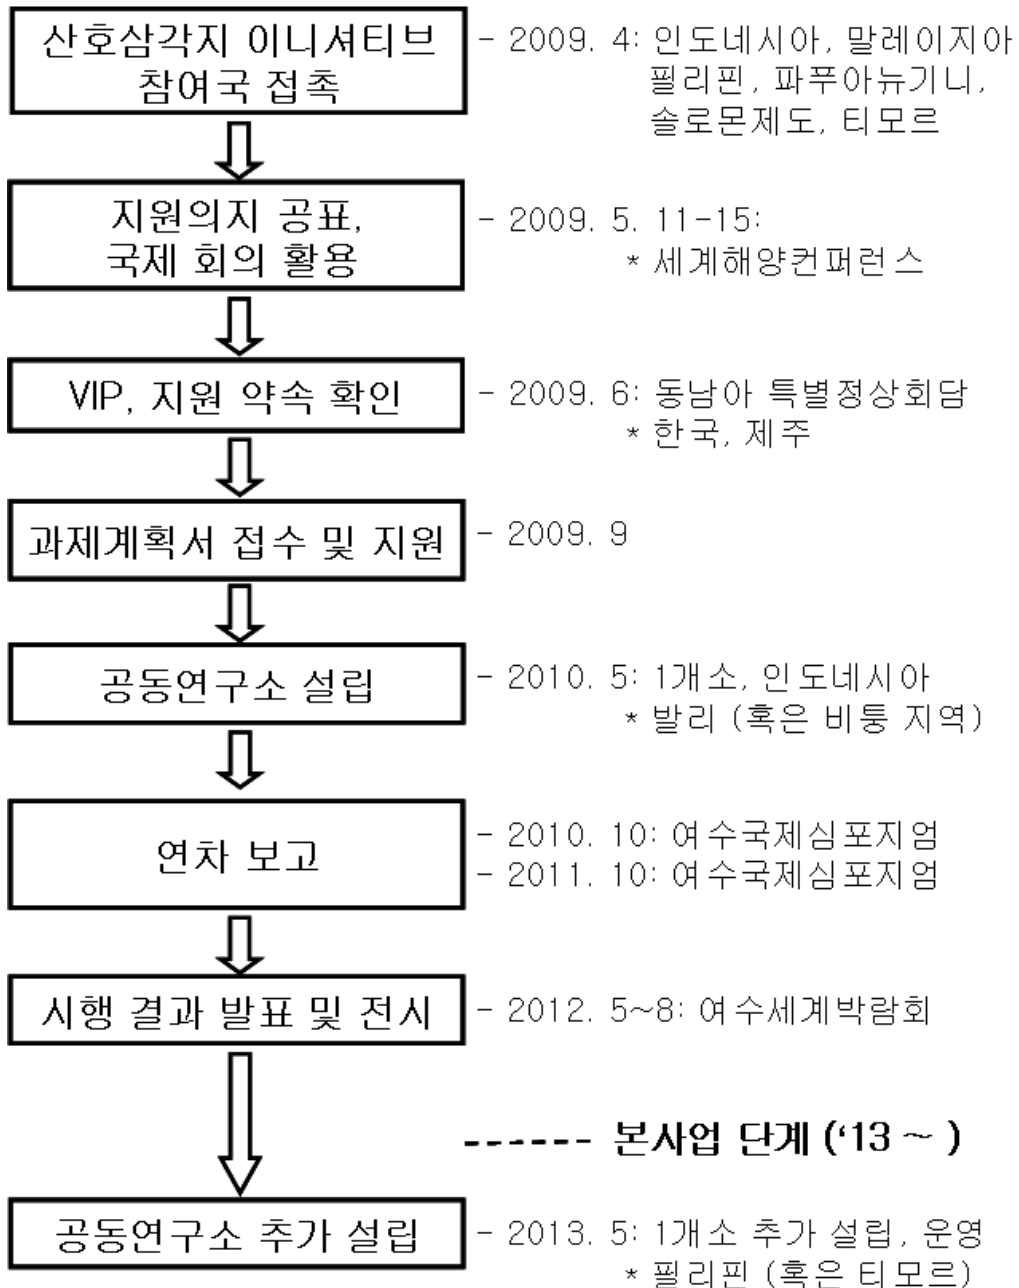 산호삼각지 이니셔티브
참여국 접촉
- 2009. 4: 인도네시아, 말레이지아
필리핀, 파푸아뉴기니,
솔로몬제도, 티모르
지원의지 공표,
국제 회의 활용
- 2009. 5. 11-15:
* 세계해양컨퍼런스
VIP, 지원 약속 확인
- 2009. 6: 동남아 특별정상회담
* 한국, 제주
과제계획서 접수 및 지원
- 2009. 9
공동연구소 설립
- 2010. 5: 1개소, 인도네시아
* 발리 (혹은 비퉁 지역)
연차 보고
- 2010. 10: 여수국제심포지엄
- 2011. 10: 여수국제심포지엄
시행 결과 발표 및 전시
- 2012. 5~8: 여수세계박람회
------ 본사업 단계 (‘13 ~ )
공동연구소 추가 설립
- 2013. 5: 1개소 추가 설립, 운영
* 필리핀 (혹은 티모르)